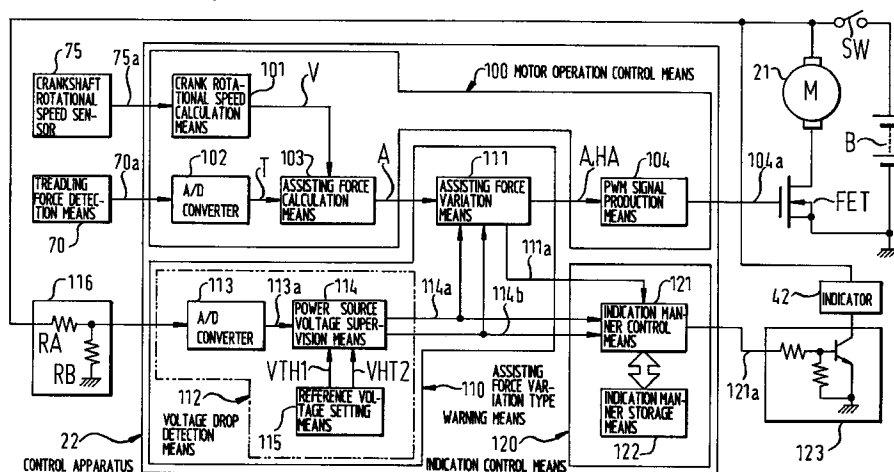 75
75a
101
V
100 MOTOR OPERATION CONTROL MEANS
SW
21
M
B
CRANKSHAFT
ROTATIONAL
SPEED SEN-
SOR
CRANK ROTA-
TIONAL SPEED
CALCULATION
MEANS
70a
102
T
103
A
111
A,HA
104
104a
FET
TREADLING
FORCE DETEC-
TION MEANS
70
A/D
CONVERTER
ASSISTING FORCE
CALCULATION
MEANS
ASSISTING FORCE
VARIATION
MEANS
PWM SIGNAL
PRODUCTION
MEANS
111a
116
113
113a
114
114a
114b
121
42
INDICATOR
RA
RB
A/D
CONVERTER
POWER SOURCE
VOLTAGE SUPER-
VISION MEANS
INDICATION MAN-
NER CONTROL
MEANS
121a
VTH1
VHT2
112
VOLTAGE DROP
DETECTION
MEANS
115
REFERENCE VOL-
TAGE SETTING
MEANS
110
ASSISTING
FORCE VAR-
IATION TYPE
WARNING MEANS
INDICATION MAN-
NER STORAGE
MEANS
122
123
22
CONTROL APPARATUS
120
INDICATION CONTROL MEANS